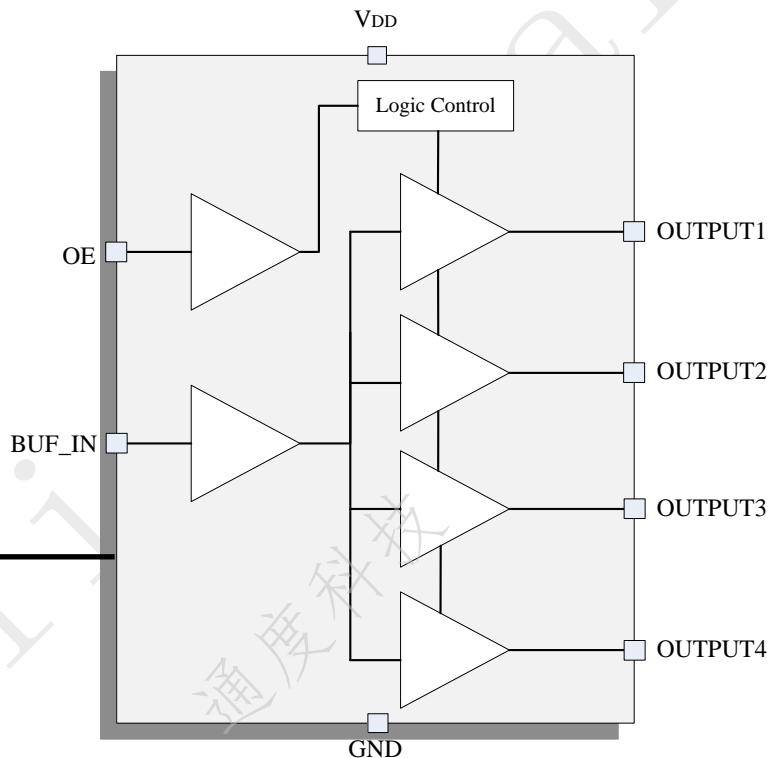 VDD
Logic Control
OE
OUTPUT1
OUTPUT2
BUF_IN
OUTPUT3
OUTPUT4
GND
通度科技